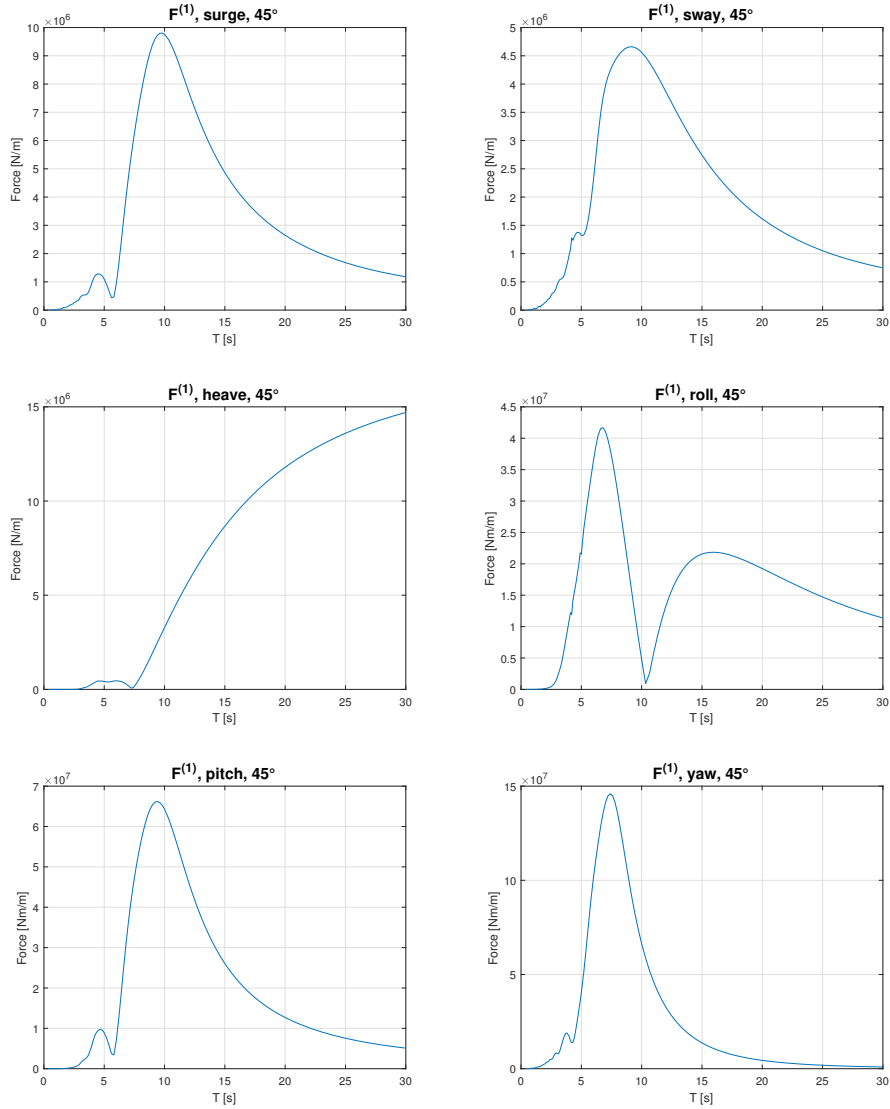 F(1), surge, 45°
×10^6
10
9
8
7
6
5
4
3
2
1
0
Force [N/m]
0 5 10 15 20 25 30
T [s]
F(1), sway, 45°
×10^6
5
4.5
4
3.5
3
2.5
2
1.5
1
0.5
0
Force [N/m]
0 5 10 15 20 25 30
T [s]
F(1), heave, 45°
×10^6
15
10
5
0
Force [N/m]
0 5 10 15 20 25 30
T [s]
F(1), roll, 45°
×10^7
4.5
4
3.5
3
2.5
2
1.5
1
0.5
0
Force [Nm/m]
0 5 10 15 20 25 30
T [s]
F(1), pitch, 45°
×10^7
7
6
5
4
3
2
1
0
Force [Nm/m]
0 5 10 15 20 25 30
T [s]
F(1), yaw, 45°
×10^7
15
10
5
0
Force [Nm/m]
0 5 10 15 20 25 30
T [s]